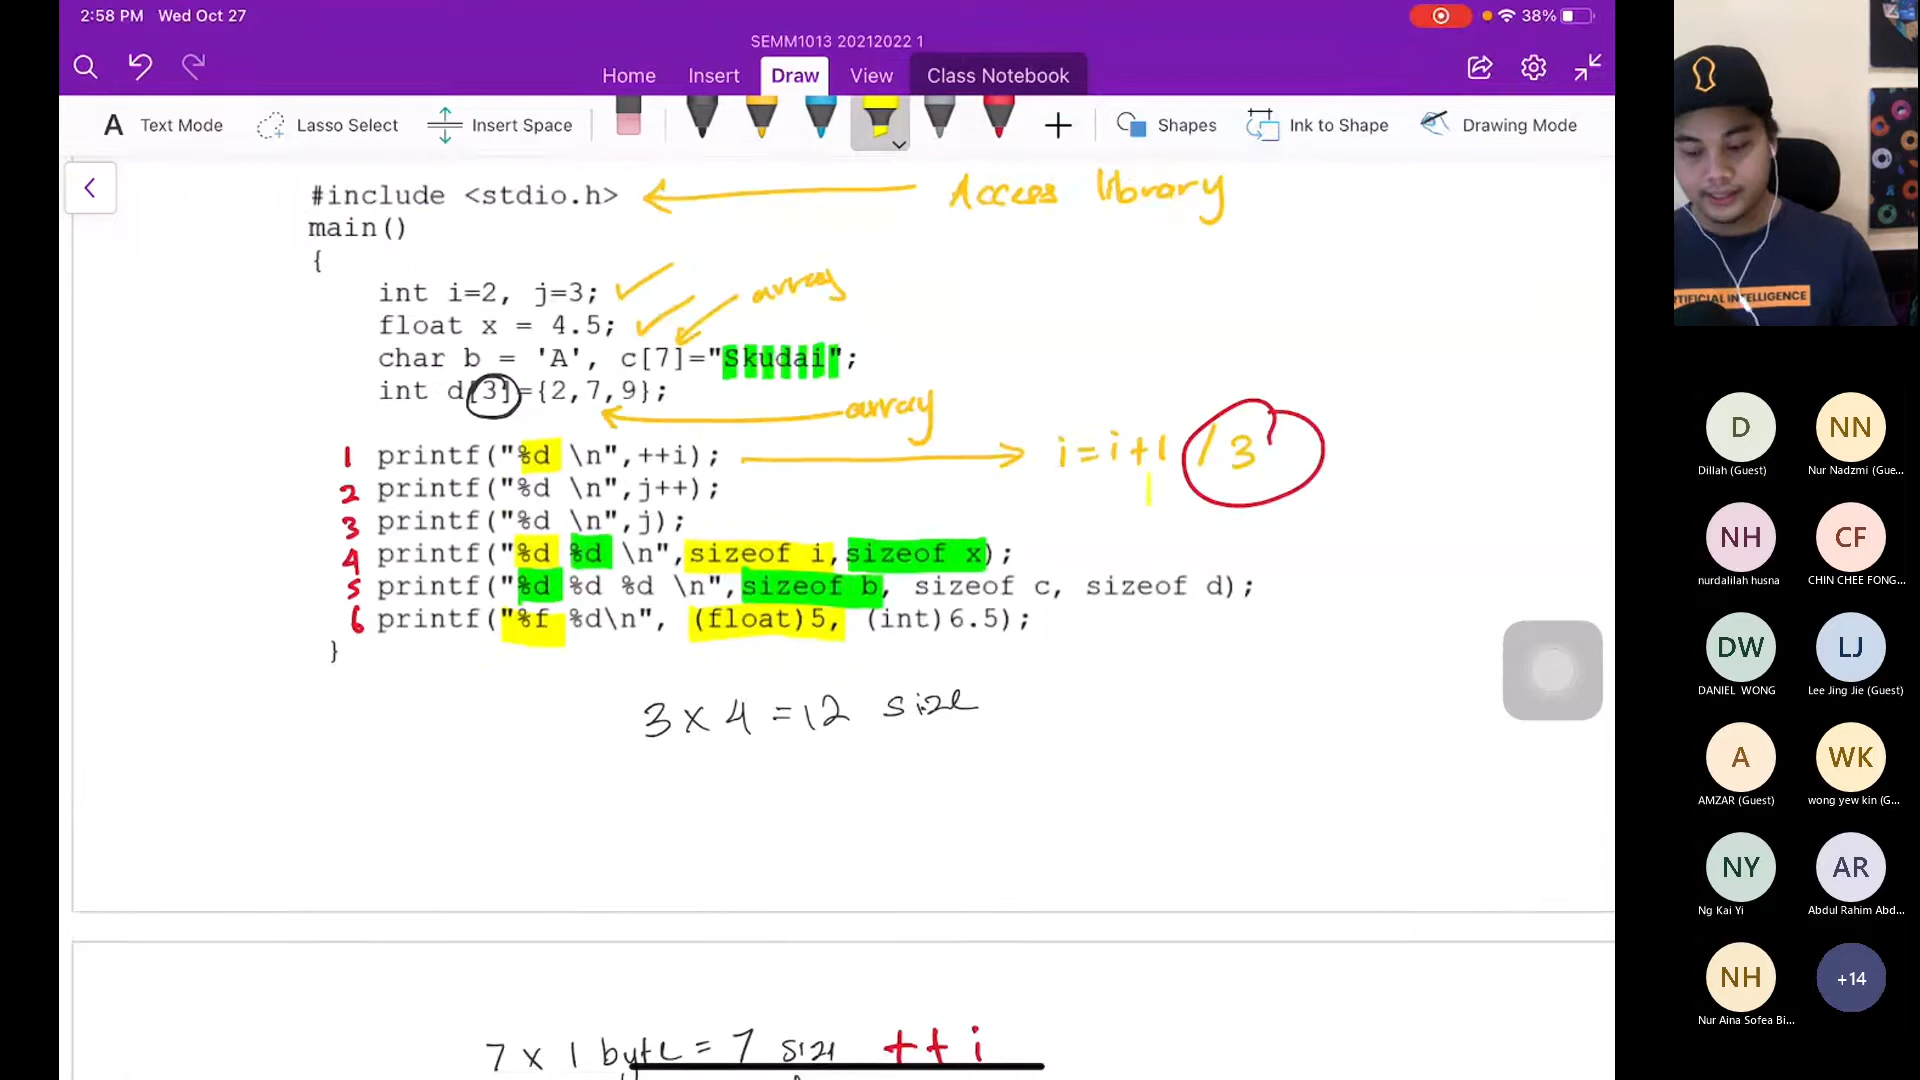 2:58 PM Wed Oct 27
38%
SEMM1013 20212022 1
Home Insert Draw View Class Notebook
A Text Mode Lasso Select Insert Space Shapes Ink to Shape Drawing Mode
#include <stdio.h> Access library
main()
{
int i=2, j=3;
array
float x = 4.5;
char b = 'A', c[7]="Skudai";
int d[3]={2,7,9};
array
1 printf("%d \n",++i); i=i+1 / 3
2 printf("%d \n",j++);
3 printf("%d \n",j);
4 printf("%d %d \n",sizeof i,sizeof x);
5 printf("%d %d %d \n",sizeof b, sizeof c, sizeof d);
6 printf("%f %d\n", (float)5, (int)6.5);
}
3 x 4 = 12 size
7 x 1 byte = 7 size ++i
TIFICIAL INTELLIGENCE
D NN
Dillah (Guest) Nur Nadzmi (Gue...
NH CF
nurdalilah husna CHIN CHEE FONG...
DW LJ
DANIEL WONG Lee Jing Jie (Guest)
A WK
AMZAR (Guest) wong yew kin (G...
NY AR
Ng Kai Yi Abdul Rahim Abd...
NH +14
Nur Aina Sofea Bi...